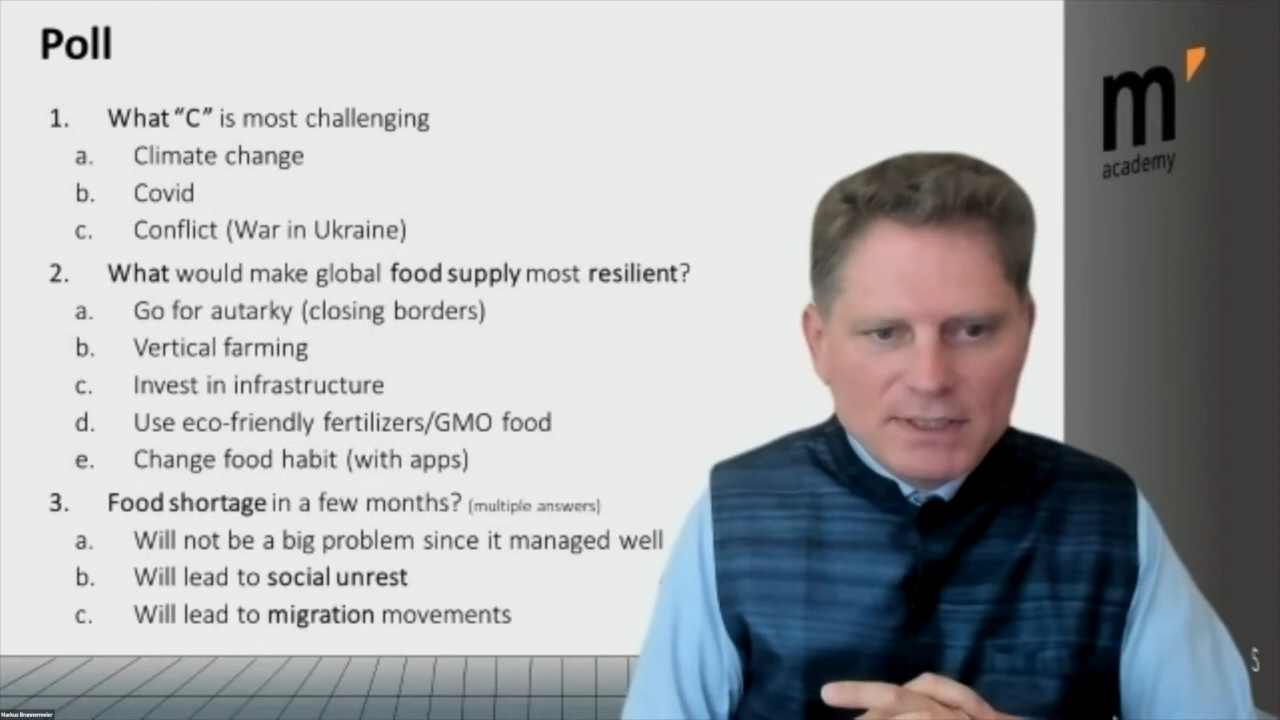 Poll
1. What “C” is most challenging
a. Climate change
b. Covid
c. Conflict (War in Ukraine)
2. What would make global food supply most resilient?
a. Go for autarky (closing borders)
b. Vertical farming
c. Invest in infrastructure
d. Use eco-friendly fertilizers/GMO food
e. Change food habit (with apps)
3. Food shortage in a few months? (multiple answers)
a. Will not be a big problem since it managed well
b. Will lead to social unrest
c. Will lead to migration movements
m'
academy
5
Markus Brunnermeier